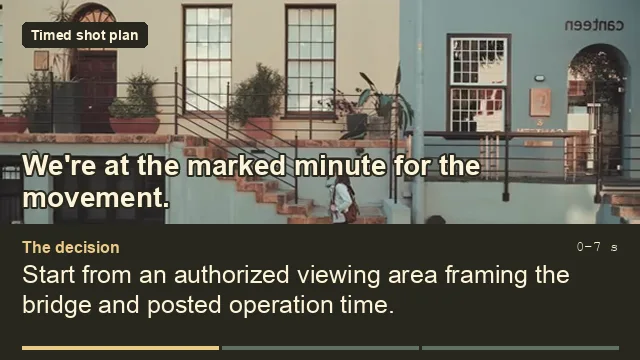 canteen
Timed shot plan
We're at the marked minute for the
movement.
The decision
0–7 s
Start from an authorized viewing area framing the
bridge and posted operation time.